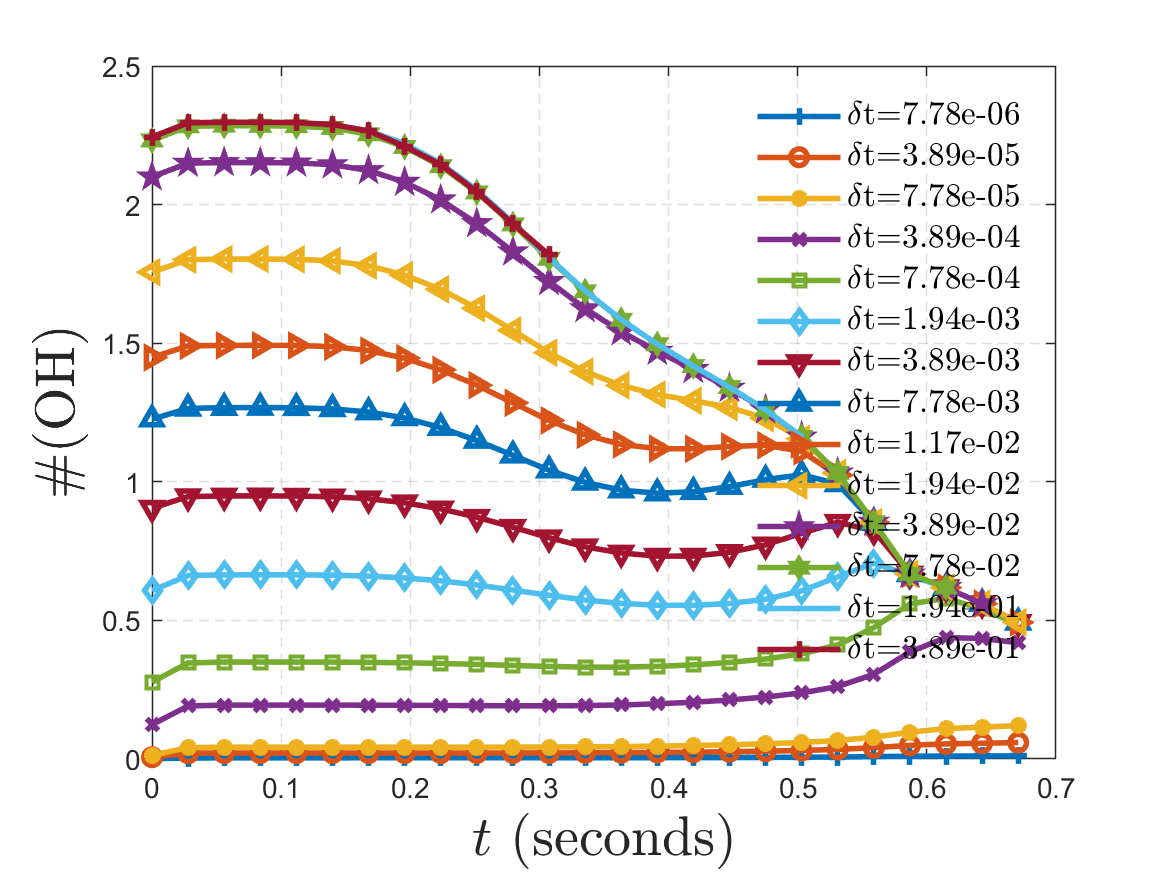 2.5
2
1.5
1
0.5
0
0
0.1
0.2
0.3
0.4
0.5
0.6
0.7
#(OH)
t (seconds)
δt=7.78e-06
δt=3.89e-05
δt=7.78e-05
δt=3.89e-04
δt=7.78e-04
δt=1.94e-03
δt=3.89e-03
δt=7.78e-03
δt=1.17e-02
δt=1.94e-02
δt=3.89e-02
δt=7.78e-02
δt=1.94e-01
δt=3.89e-01